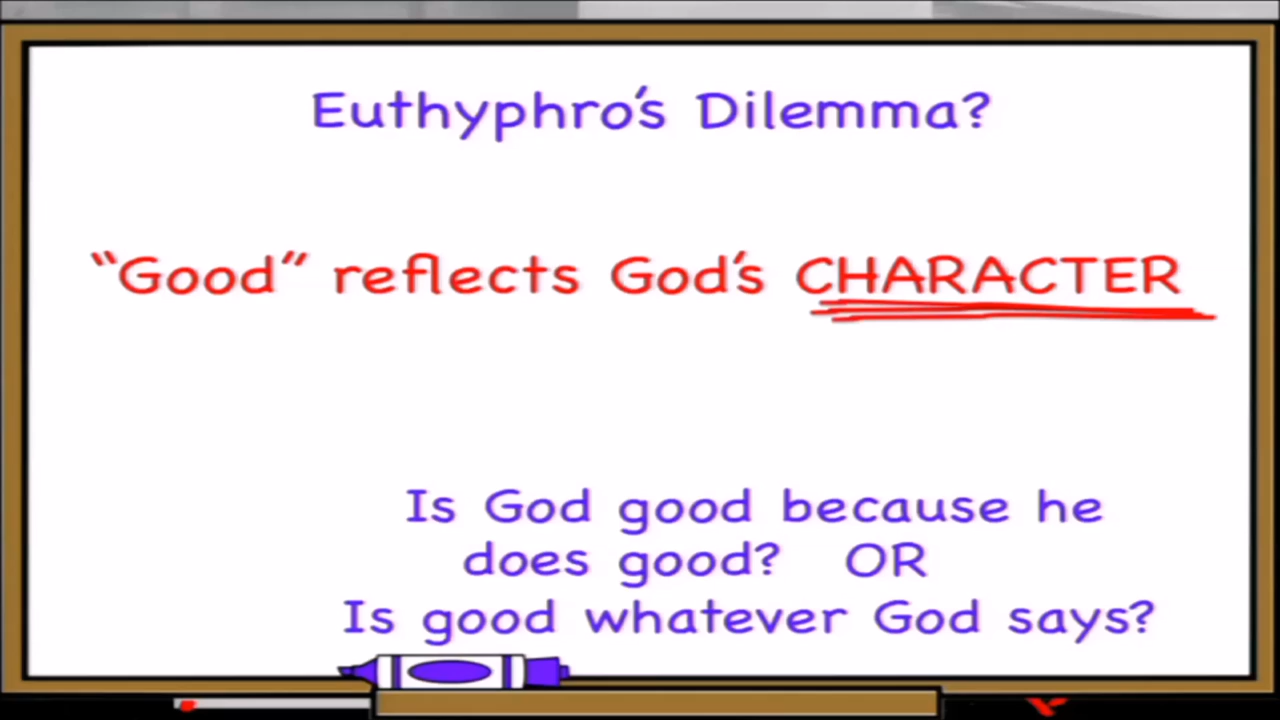 Euthyphro's Dilemma?
"Good" reflects God's CHARACTER
Is God good because he
does good? OR
Is good whatever God says?